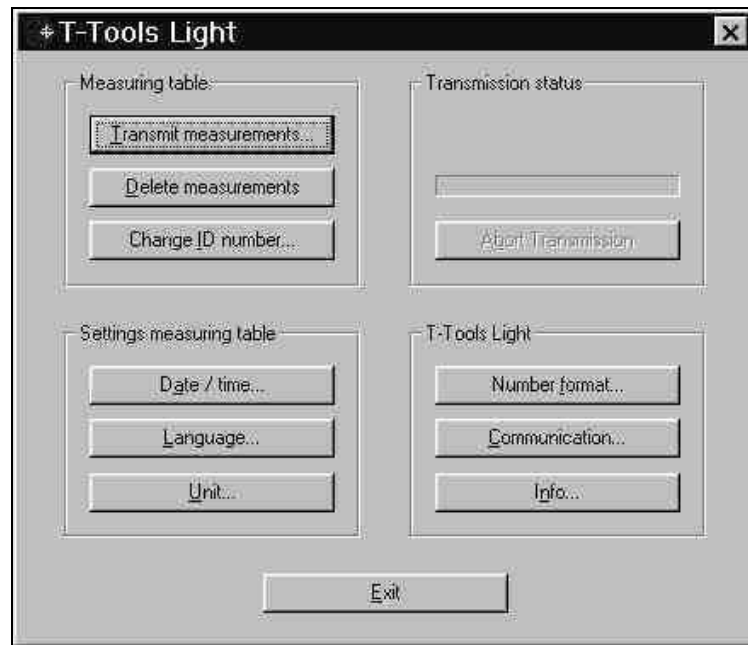 T-Tools Light
Measuring table:
Transmit measurements...
Delete measurements
Change ID number...
Transmission status
Abort Transmission
Settings measuring table
Date / time...
Language...
Unit...
T-Tools Light
Number format...
Communication...
Info...
Exit